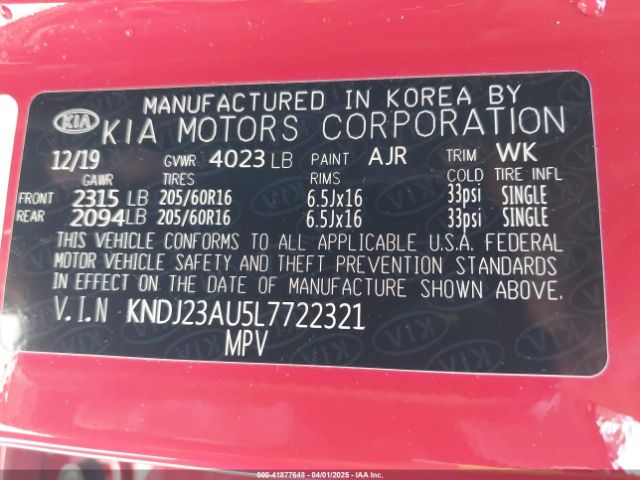 MANUFACTURED IN KOREA BY
KIA KIA MOTORS CORPORATION
12/19 GVWR 4023 LB PAINT AJR TRIM WK
GAWR TIRES RIMS COLD TIRE INFL
FRONT 2315 LB 205/60R16 6.5Jx16 33psi SINGLE
REAR 2094 LB 205/60R16 6.5Jx16 33psi SINGLE
THIS VEHICLE CONFORMS TO ALL APPLICABLE U.S.A. FEDERAL
MOTOR VEHICLE SAFETY AND THEFT PREVENTION STANDARDS
IN EFFECT ON THE DATE OF MANUFACTURE SHOWN ABOVE.
V.I.N KNDJ23AU5L7722321
MPV
000-41877648 - 04/01/2025 - IAAI Inc.